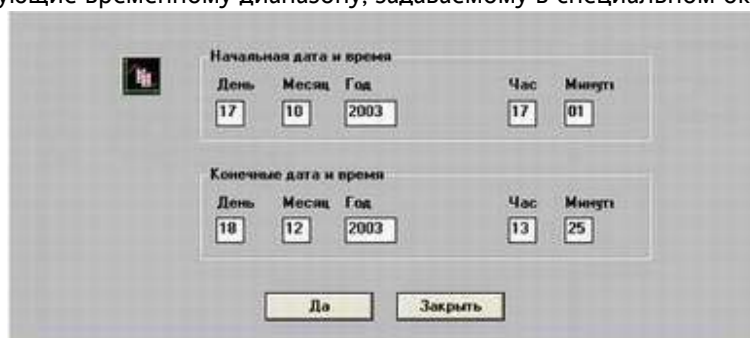 ующие временному диапазону, задаваемому в специальном ок
Начальная дата и время
День Месяц Год Час Минуты
17 10 2003 17 01
Конечные дата и время
День Месяц Год Час Минуты
18 12 2003 13 25
Да Закрыть